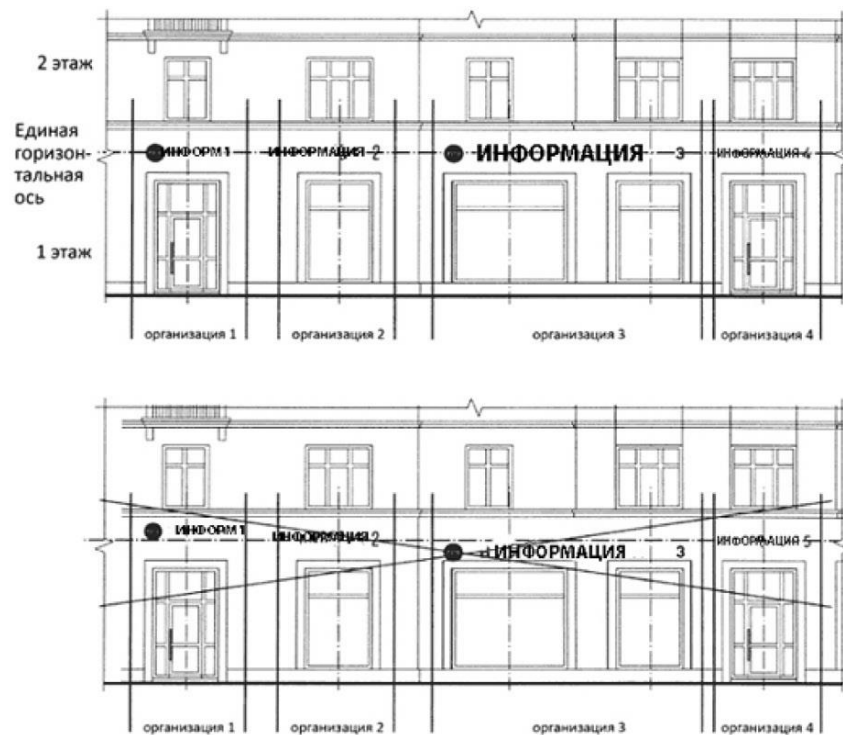 2 этаж
Единая
горизон-
тальная
ось
ИНФОРМ 1
ИНФОРМАЦИЯ 2
ИНФОРМАЦИЯ 3
ИНФОРМАЦИЯ 4
1 этаж
организация 1
организация 2
организация 3
организация 4
ИНФОРМ 1
ИНФОРМАЦИЯ 2
ИНФОРМАЦИЯ 3
ИНФОРМАЦИЯ 5
организация 1
организация 2
организация 3
организация 4